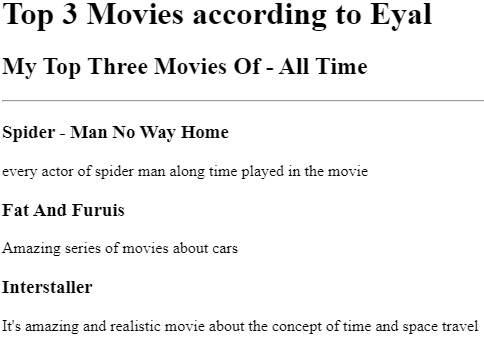 Top 3 Movies according to Eyal
My Top Three Movies Of - All Time
Spider - Man No Way Home
every actor of spider man along time played in the movie
Fat And Furuis
Amazing series of movies about cars
Interstaller
It's amazing and realistic movie about the concept of time and space travel